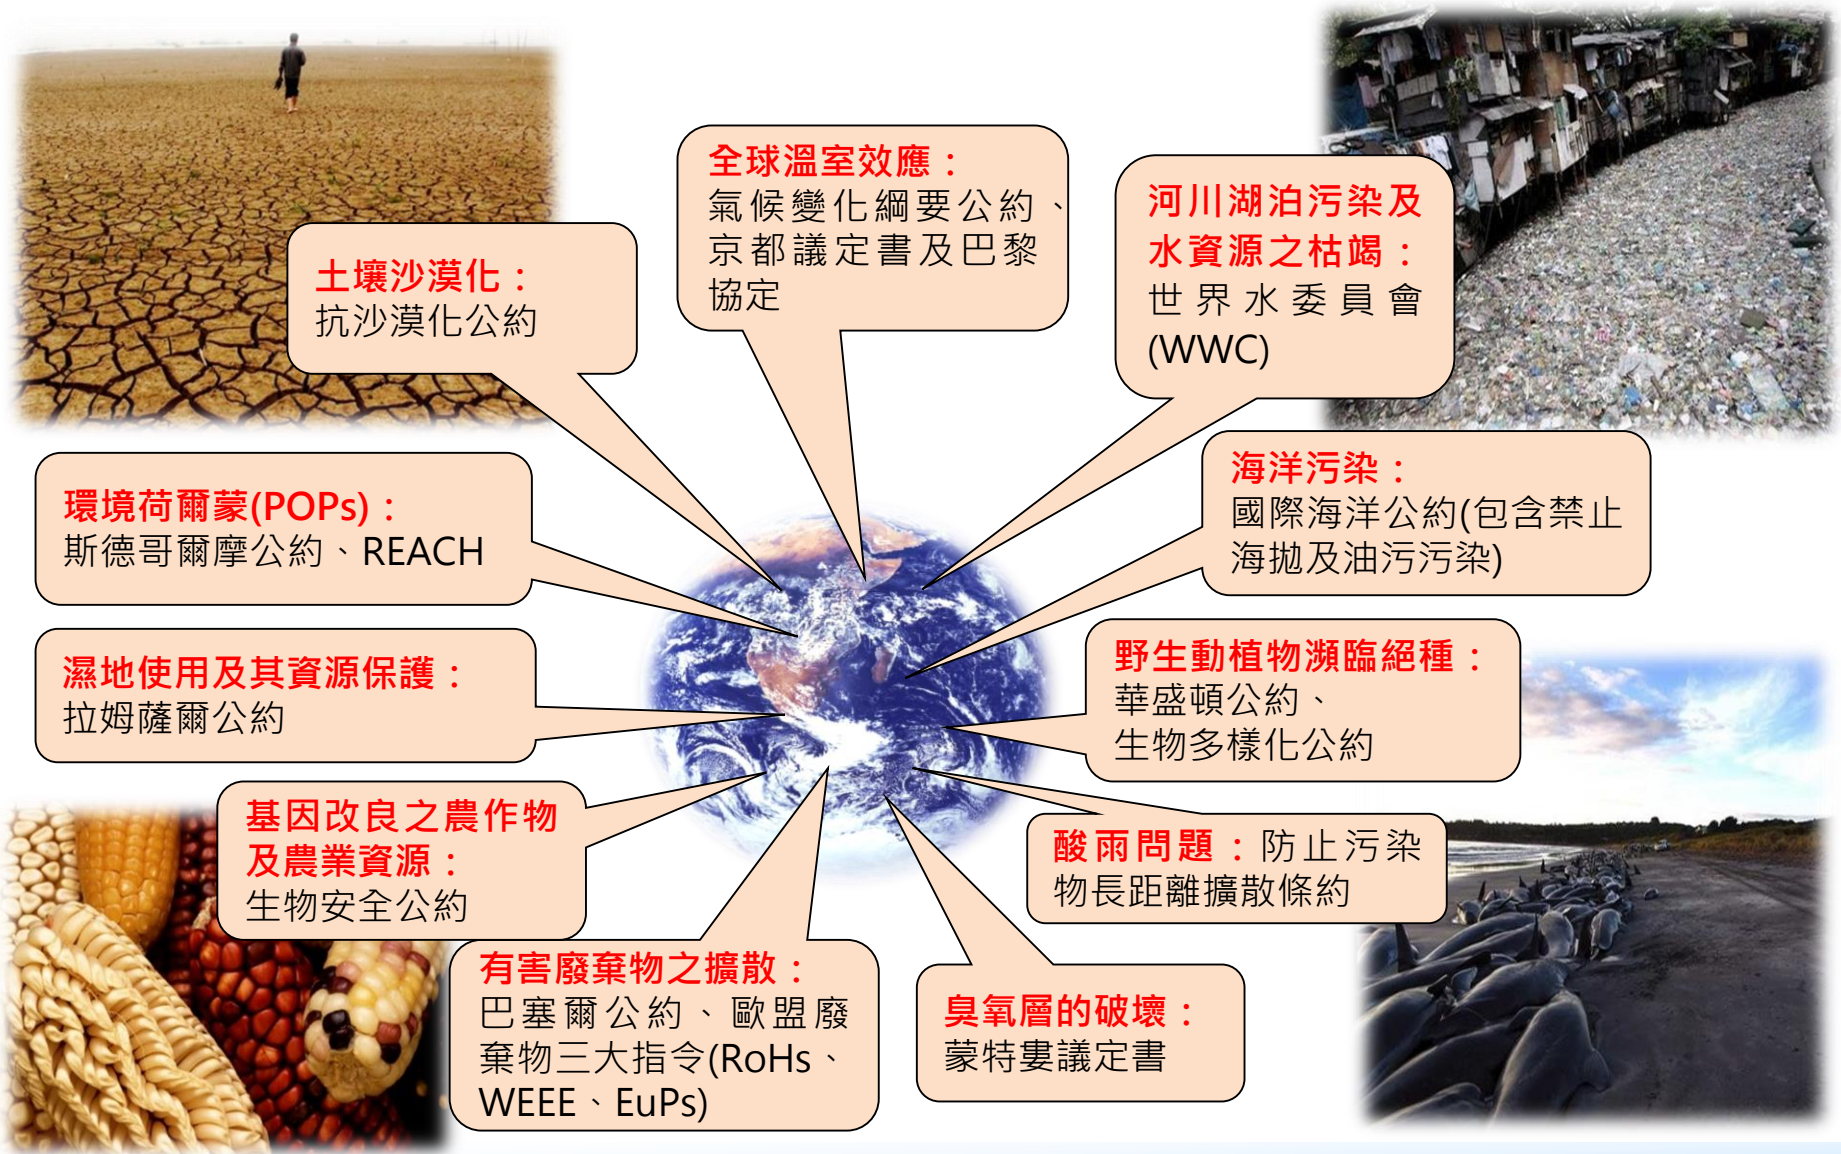 全球溫室效應：
氣候變化綱要公約、
京都議定書及巴黎
協定
河川湖泊污染及
水資源之枯竭：
世界水委員會
(WWC)
土壤沙漠化：
抗沙漠化公約
環境荷爾蒙(POPs)：
斯德哥爾摩公約、REACH
海洋污染：
國際海洋公約(包含禁止
海拋及油污污染)
濕地使用及其資源保護：
拉姆薩爾公約
野生動植物瀕臨絕種：
華盛頓公約、
生物多樣化公約
基因改良之農作物
及農業資源：
生物安全公約
酸雨問題：防止污染
物長距離擴散條約
有害廢棄物之擴散：
巴塞爾公約、歐盟廢
棄物三大指令(RoHs、
WEEE、EuPs)
臭氧層的破壞：
蒙特婁議定書